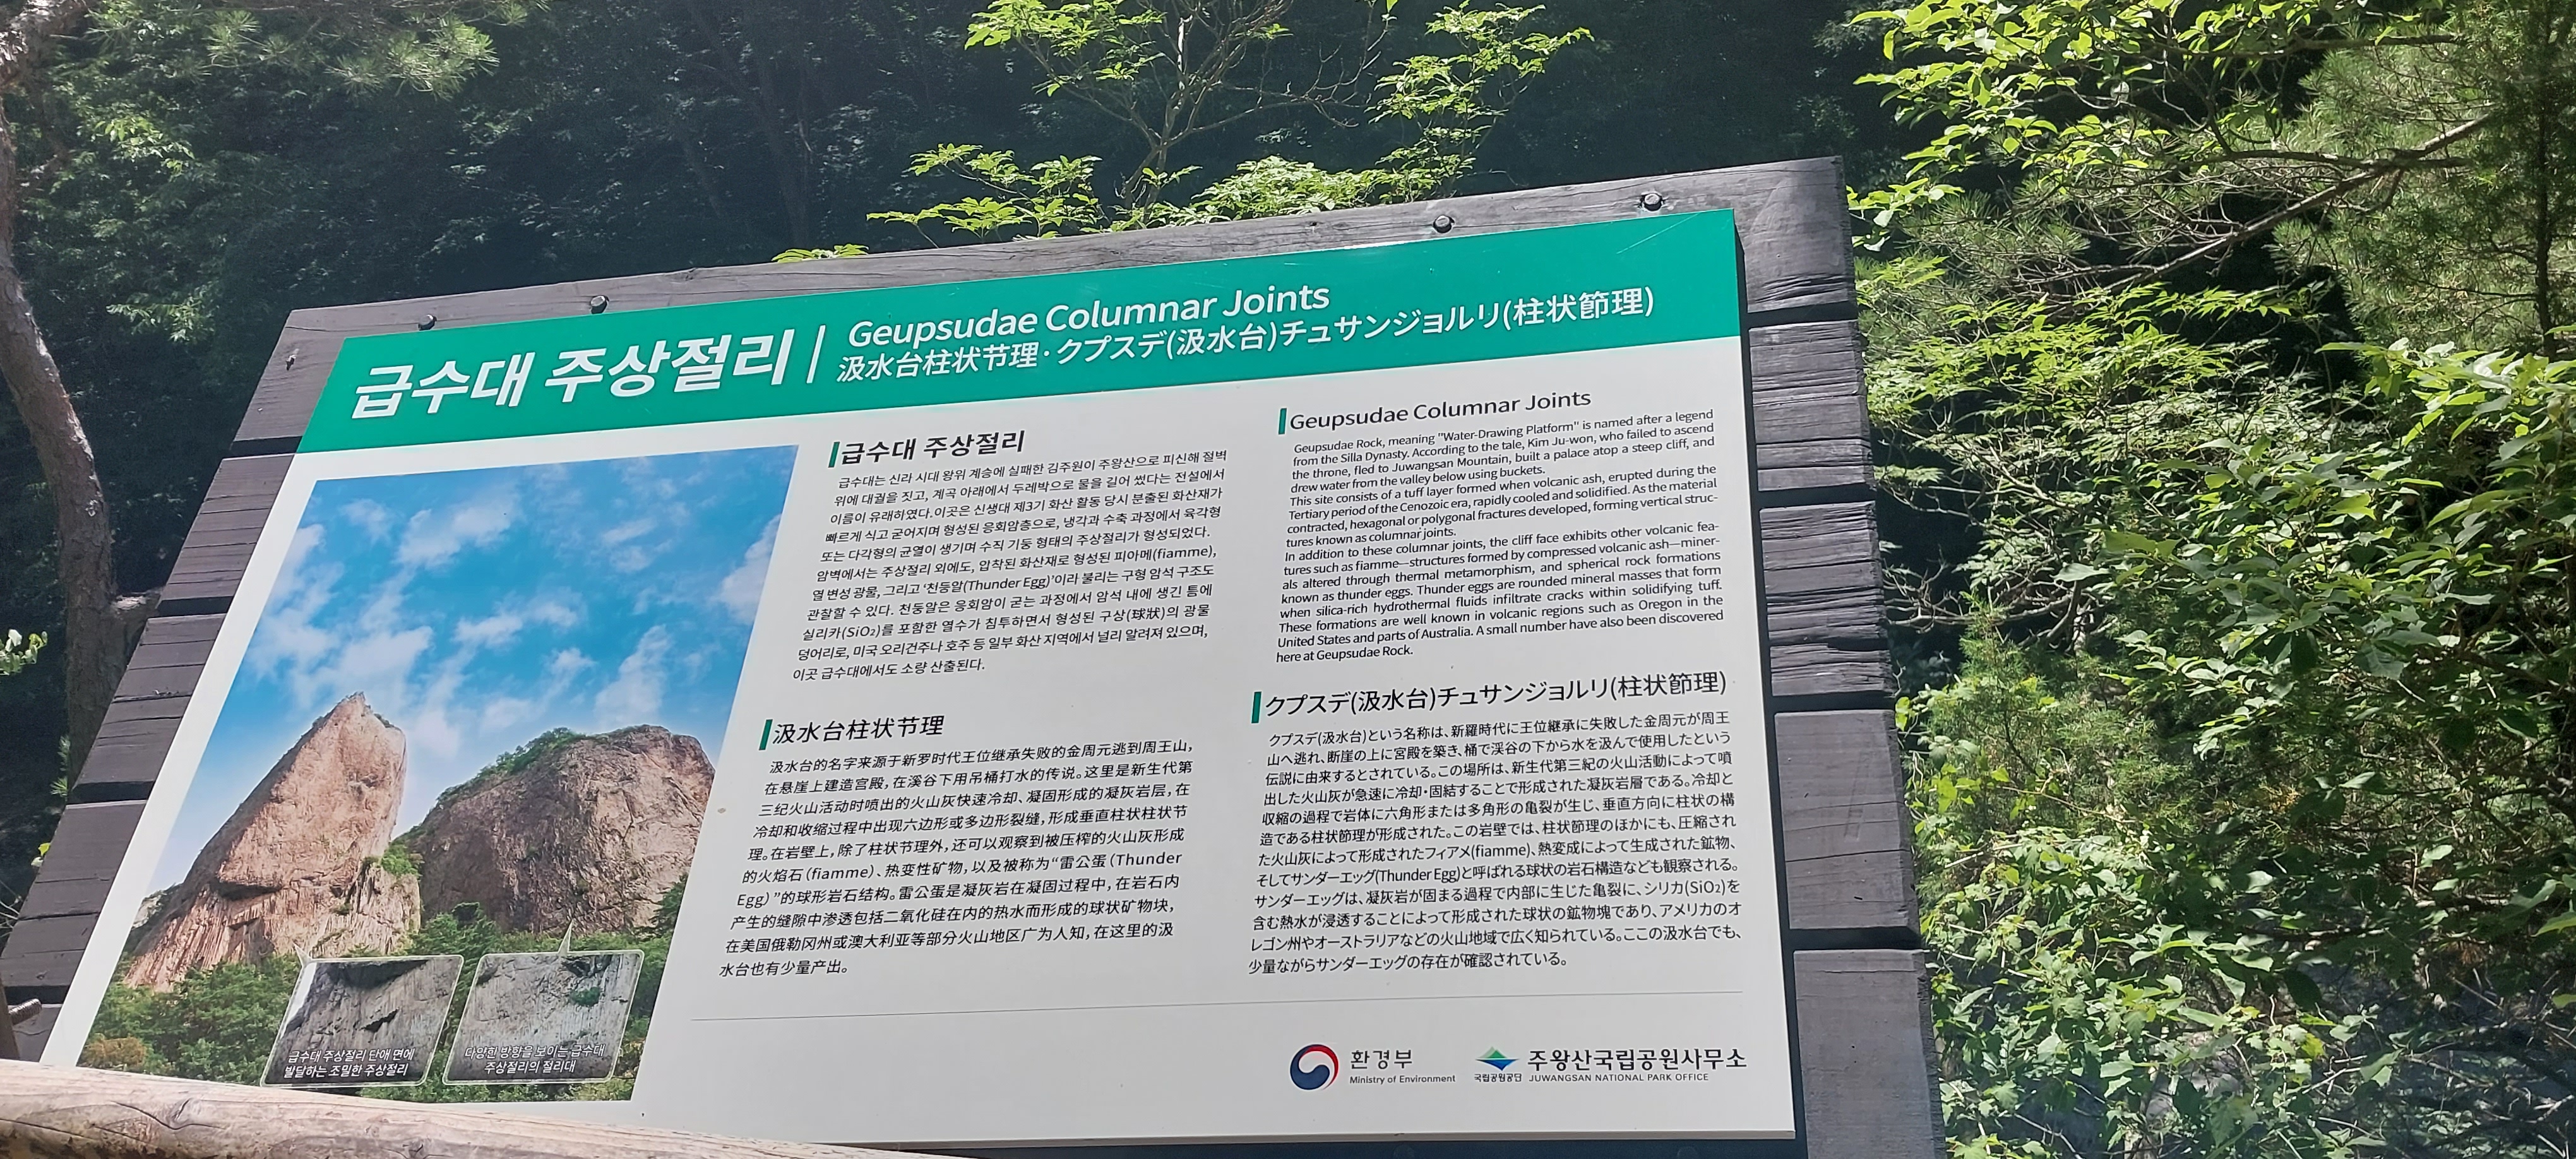 급수대 주상절리
Geupsudae Columnar Joints
汲水台柱状节理·クプスデ(汲水台)チュサンジョルリ(柱状節理)
급수대 주상절리
급수대는 신라 시대 왕위 계승에 실패한 김주원이 주왕산으로 피신해 절벽
위에 대궐을 짓고, 계곡 아래에서 두레박으로 물을 길어 썼다는 전설에서
이름이 유래하였다. 이곳은 신생대 제3기 화산 활동 당시 분출된 화산재가
빠르게 식고 굳어지며 형성된 응회암층으로, 냉각과 수축 과정에서 육각형
또는 다각형의 균열이 생기며 수직 기둥 형태의 주상절리가 형성되었다.
암벽에서는 주상절리 외에도, 압착된 화산재로 형성된 피아메(fiamme),
열 변성 광물, 그리고 ‘천둥알(Thunder Egg)’이라 불리는 구형 암석 구조도
관찰할 수 있다. 천둥알은 응회암이 굳는 과정에서 암석 내에 생긴 틈에
실리카(SiO₂)를 포함한 열수가 침투하면서 형성된 구상(球狀)의 광물
덩어리로, 미국 오리건주나 호주 등 일부 화산 지역에서 널리 알려져 있으며,
이곳 급수대에서도 소량 산출된다.
汲水台柱状节理
汲水台的名字来源于新罗时代王位继承失败的金周元逃到周王山，
在悬崖上建造宫殿，在溪谷下用吊桶打水的传说。这里是新生代第
三纪火山活动时喷出的火山灰快速冷却、凝固形成的凝灰岩层，在
冷却和收缩过程中出现六边形或多边形裂缝，形成垂直柱状柱状节
理。在岩壁上，除了柱状节理外，还可以观察到被压榨的火山灰形成
的火焰石（fiamme）、热变性矿物，以及被称为“雷公蛋（Thunder
Egg）”的球形岩石结构。雷公蛋是凝灰岩在凝固过程中，在岩石内
产生的缝隙中渗透包括二氧化硅在内的热水而形成的球状矿物块，
在美国俄勒冈州或澳大利亚等部分火山地区广为人知，在这里的汲
水台也有少量产出。
Geupsudae Columnar Joints
Geupsudae Rock, meaning "Water-Drawing Platform" is named after a legend
from the Silla Dynasty. According to the tale, Kim Ju-won, who failed to ascend
the throne, fled to Juwangsan Mountain, built a palace atop a steep cliff, and
drew water from the valley below using buckets.
This site consists of a tuff layer formed when volcanic ash, erupted during the
Tertiary period of the Cenozoic era, rapidly cooled and solidified. As the material
contracted, hexagonal or polygonal fractures developed, forming vertical struc-
tures known as columnar joints.
In addition to these columnar joints, the cliff face exhibits other volcanic fea-
tures such as fiamme—structures formed by compressed volcanic ash—miner-
als altered through thermal metamorphism, and spherical rock formations
known as thunder eggs. Thunder eggs are rounded mineral masses that form
when silica-rich hydrothermal fluids infiltrate cracks within solidifying tuff.
These formations are well known in volcanic regions such as Oregon in the
United States and parts of Australia. A small number have also been discovered
here at Geupsudae Rock.
クプスデ(汲水台)チュサンジョルリ(柱状節理)
クプスデ(汲水台)という名称は、新羅時代に王位継承に失敗した金周元が周王
山へ逃れ、断崖の上に宮殿を築き、桶で渓谷の下から水を汲んで使用したという
伝説に由来するとされている。この場所は、新生代第三紀の火山活動によって噴
出した火山灰が急速に冷却・固結することで形成された凝灰岩層である。冷却と
収縮の過程で岩体に六角形または多角形の亀裂が生じ、垂直方向に柱状の構
造である柱状節理が形成された。この岩壁では、柱状節理のほかにも、圧縮され
た火山灰によって形成されたフィアメ(fiamme)、熱変成によって生成された鉱物、
そしてサンダーエッグ(Thunder Egg)と呼ばれる球状の岩石構造なども観察される。
サンダーエッグは、凝灰岩が固まる過程で内部に生じた亀裂に、シリカ(SiO₂)を
含む熱水が浸透することによって形成された球状の鉱物塊であり、アメリカのオ
レゴン州やオーストラリアなどの火山地域で広く知られている。ここの汲水台でも、
少量ながらサンダーエッグの存在が確認されている。
급수대 주상절리 단애 면에
발달하는 조밀한 주상절리
다양한 방향을 보이는 급수대
주상절리의 절리대
환경부
Ministry of Environment
국립공원공단
주왕산국립공원사무소
JUWANGSAN NATIONAL PARK OFFICE